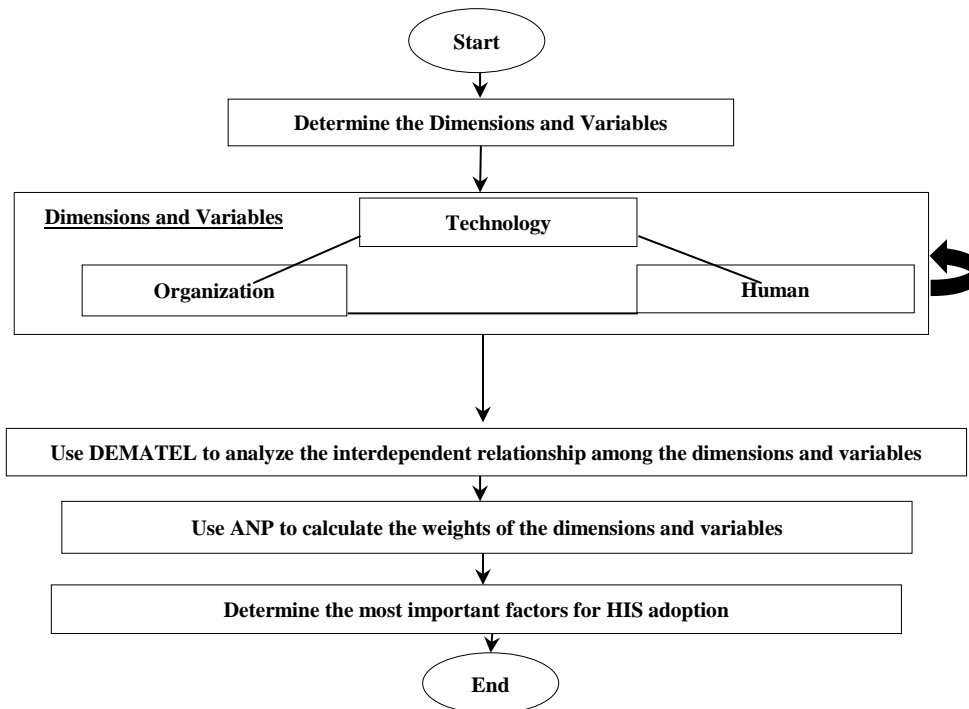 Start
Determine the Dimensions and Variables
Dimensions and Variables
Technology
Organization
Human
Use DEMATEL to analyze the interdependent relationship among the dimensions and variables
Use ANP to calculate the weights of the dimensions and variables
Determine the most important factors for HIS adoption
End